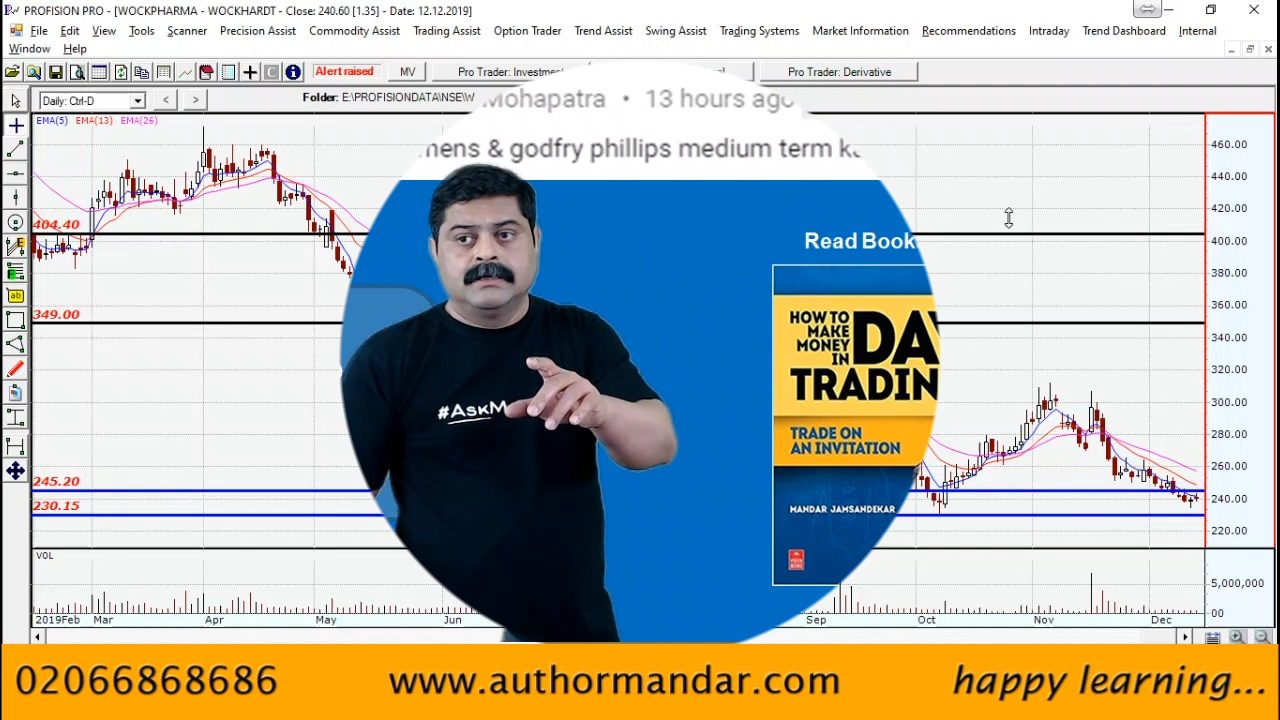 PROFISION PRO - [WOCKPHARMA - WOCKHARDT - Close: 240.60 [1.35] - Date: 12.12.2019]
File Edit View Tools Scanner Precision Assist Commodity Assist Trading Assist Option Trader Trend Assist Swing Assist Trading Systems Market Information Recommendations Intraday Trend Dashboard Internal
Window Help
Alert raised MV Pro Trader: Investment Pro Trader: Derivative
Daily: Ctrl-D < > Folder: E:\PROFISIONDATA\NSE\W
Mohapatra • 13 hours ago
& godfry phillips medium term
EMA(5) EMA(13) EMA(26)
460.00
440.00
420.00
404.40
400.00
380.00
360.00
349.00
340.00
320.00
300.00
280.00
260.00
245.20
240.00
230.15
220.00
Read Book
HOW TO
MAKE
MONEY
IN
DAY
TRADIN
TRADE ON
AN INVITATION
MANDAR JAMSANDEKAR
#AskM
VOL
5,000,000
00
2019Feb Mar Apr May Jun Sep Oct Nov Dec
02066868686 www.authormandar.com happy learning...